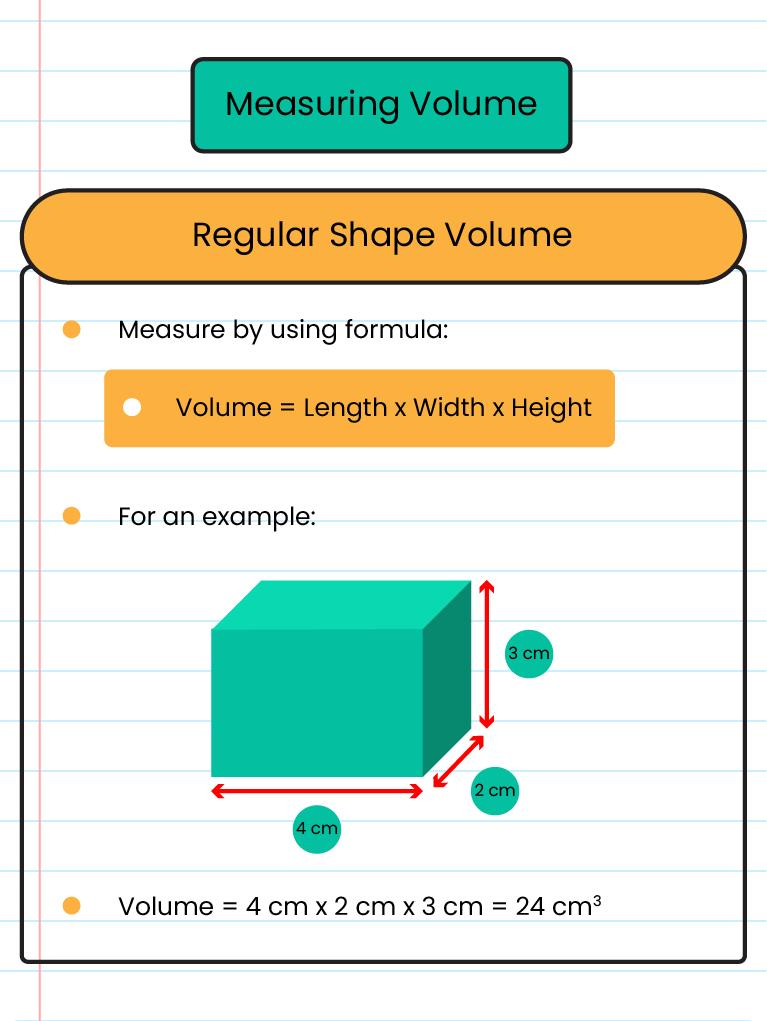 Measuring Volume
Regular Shape Volume
Measure by using formula:
Volume = Length x Width x Height
For an example:
3 cm
2 cm
4 cm
Volume = 4 cm x 2 cm x 3 cm = 24 cm³